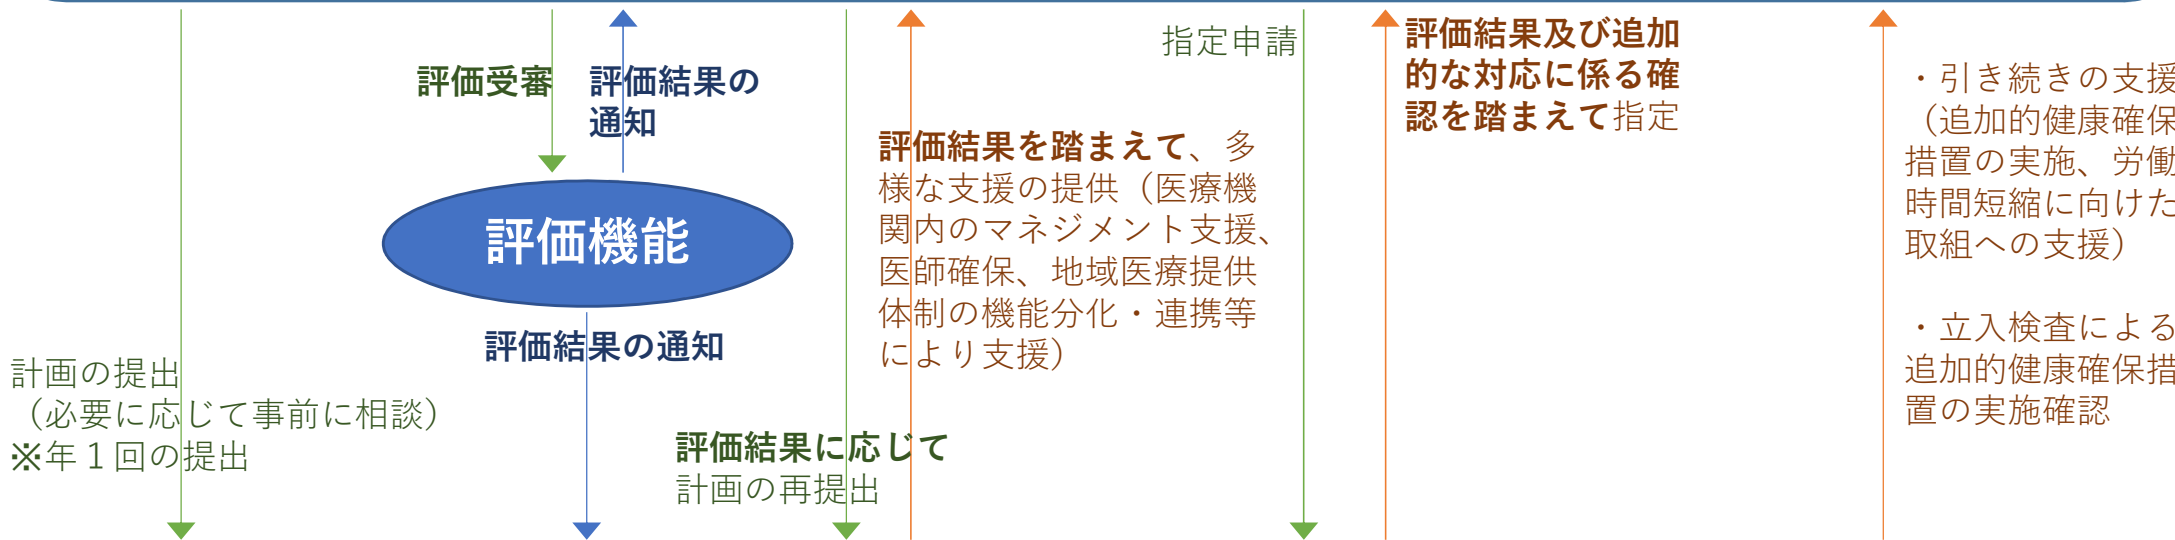 指定申請
評価受審
評価結果の
通知
評価機能
評価結果の通知
計画の提出
（必要に応じて事前に相談）
※年１回の提出
評価結果に応じて
計画の再提出
評価結果を踏まえて、多
様な支援の提供（医療機
関内のマネジメント支援、
医師確保、地域医療提供
体制の機能分化・連携等
により支援）
評価結果及び追加
的な対応に係る確
認を踏まえて指定
・引き続きの支援
（追加的健康確保
措置の実施、労働
時間短縮に向けた
取組への支援）
・立入検査による
追加的健康確保措
置の実施確認